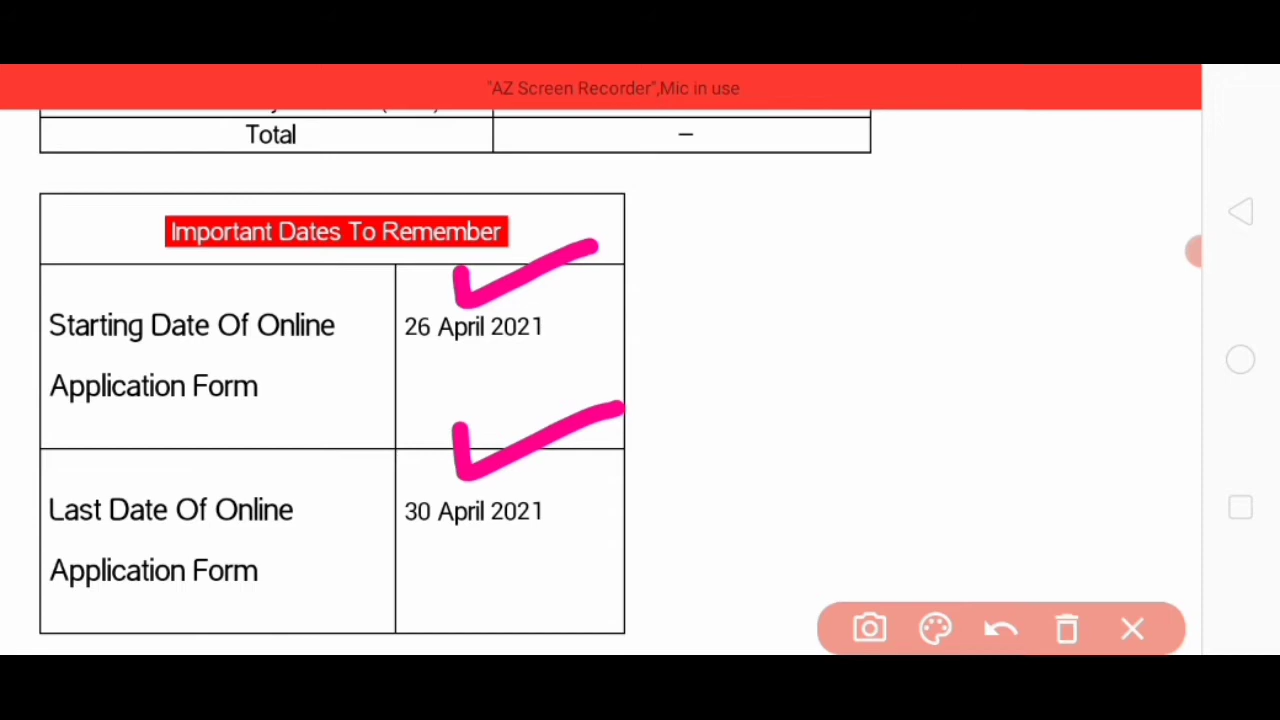 "AZ Screen Recorder",Mic in use
Total –
Important Dates To Remember
Starting Date Of Online 26 April 2021
Application Form
Last Date Of Online 30 April 2021
Application Form